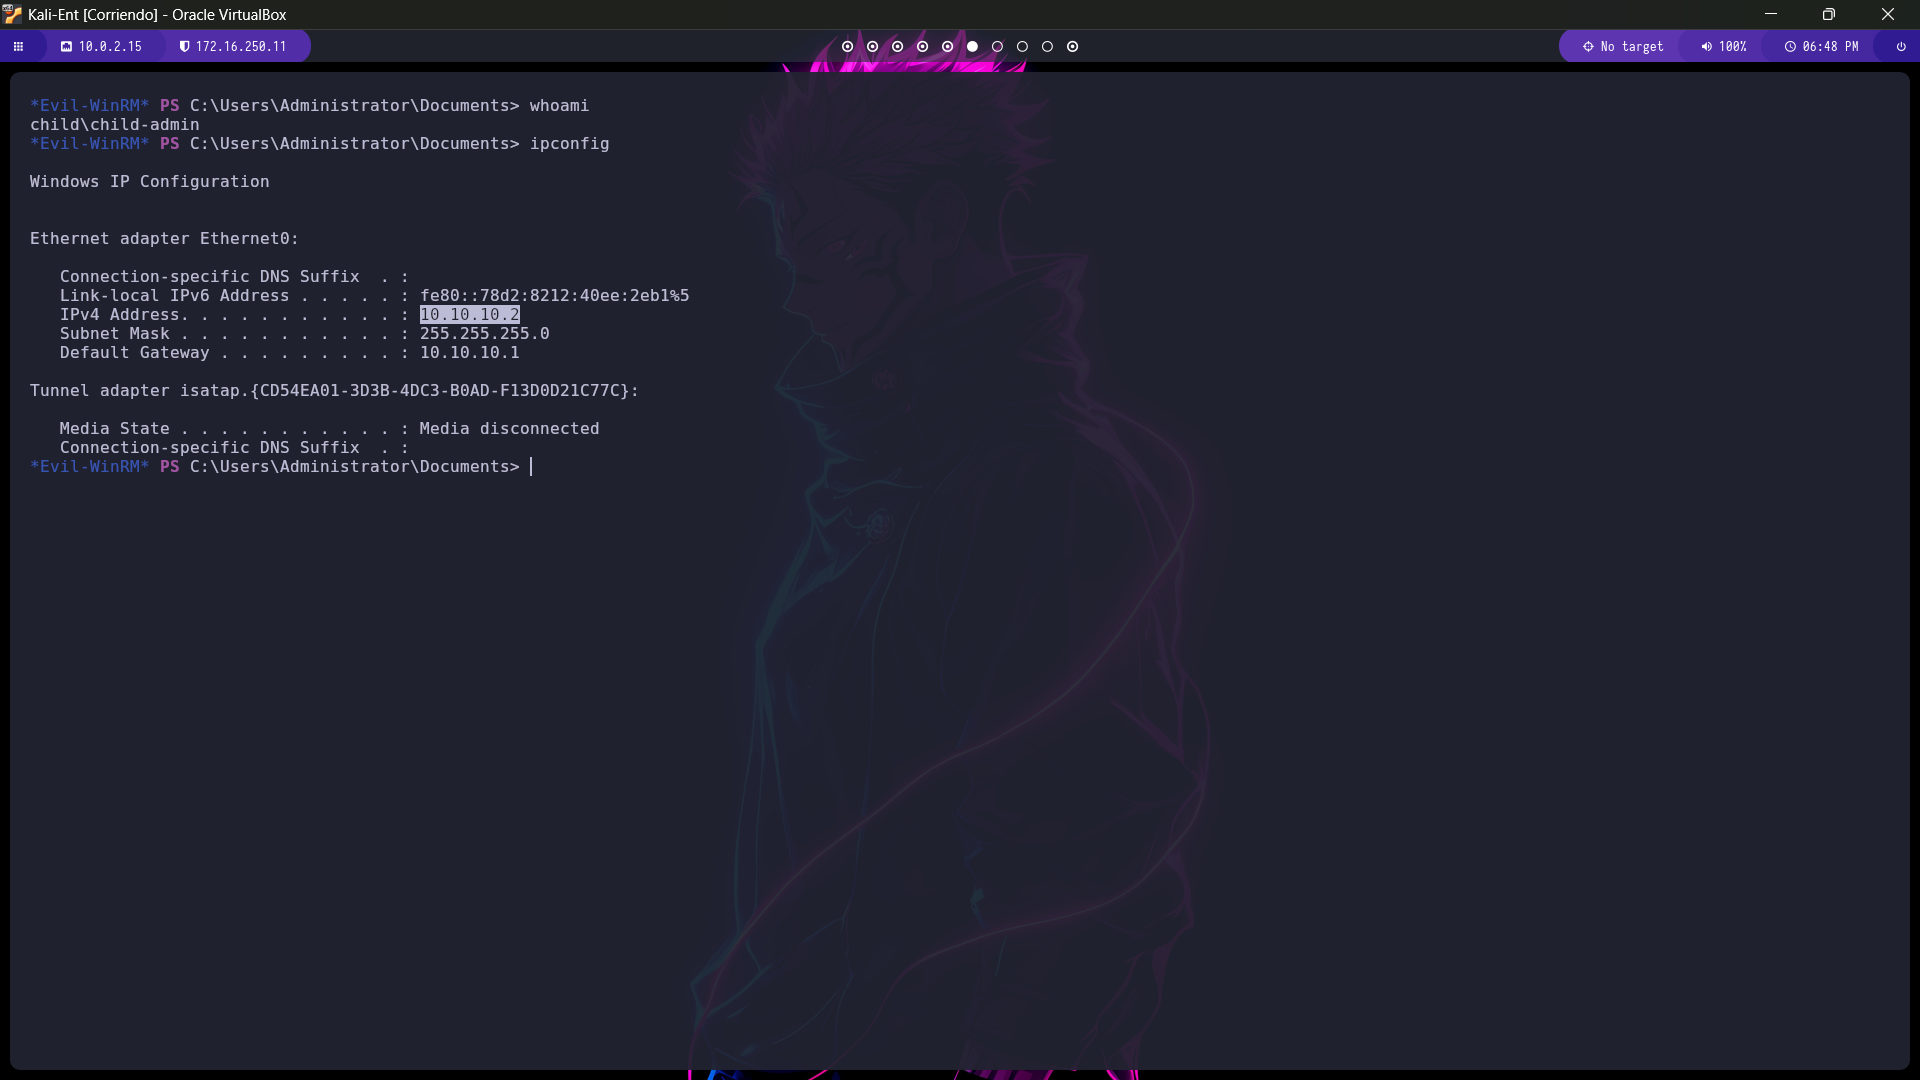 Kali-Ent [Corriendo] - Oracle VirtualBox
10.0.2.15 172.16.250.11 No target 100% 06:48 PM
*Evil-WinRM* PS C:\Users\Administrator\Documents> whoami
child\child-admin
*Evil-WinRM* PS C:\Users\Administrator\Documents> ipconfig
Windows IP Configuration
Ethernet adapter Ethernet0:
Connection-specific DNS Suffix  . :
Link-local IPv6 Address . . . . . : fe80::78d2:8212:40ee:2eb1%5
IPv4 Address. . . . . . . . . . . : 10.10.10.2
Subnet Mask . . . . . . . . . . . : 255.255.255.0
Default Gateway . . . . . . . . . : 10.10.10.1
Tunnel adapter isatap.{CD54EA01-3D3B-4DC3-B0AD-F13D0D21C77C}:
Media State . . . . . . . . . . . : Media disconnected
Connection-specific DNS Suffix  . :
*Evil-WinRM* PS C:\Users\Administrator\Documents>